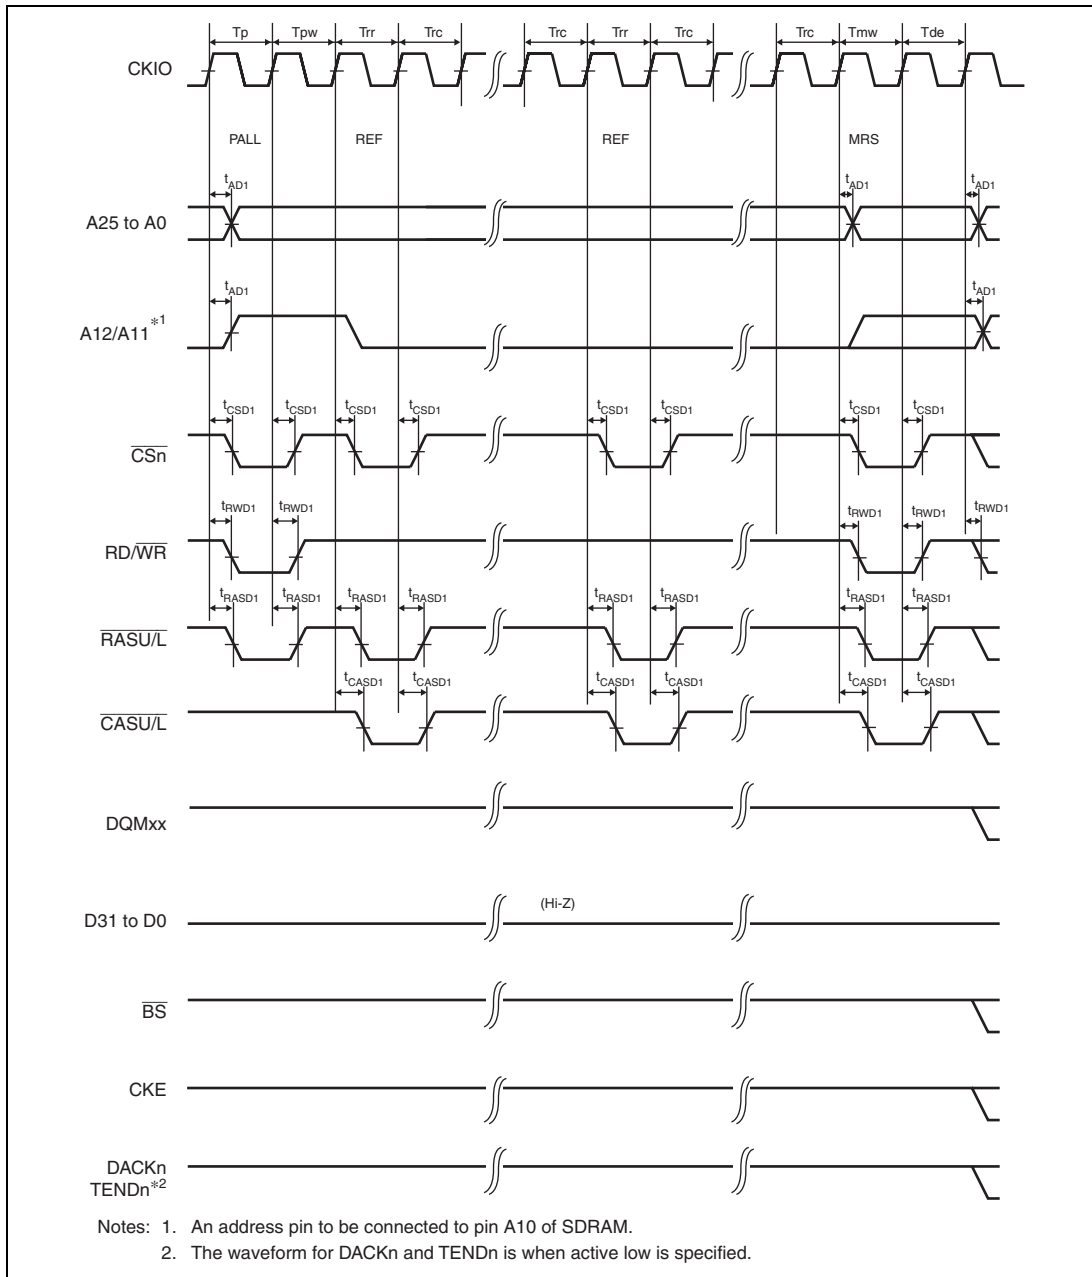 Tp Tpw Trr Trc Trc Trr Trc Trc Tmw Tde
CKIO
PALL REF REF MRS
tAD1 tAD1 tAD1
A25 to A0
tAD1 tAD1
A12/A11*1
tCSD1 tCSD1 tCSD1 tCSD1 tCSD1 tCSD1 tCSD1 tCSD1
CSn
tRWD1 tRWD1 tRWD1 tRWD1 tRWD1
RD/WR
tRASD1 tRASD1 tRASD1 tRASD1 tRASD1 tRASD1 tRASD1 tRASD1
RASU/L
tCASD1 tCASD1 tCASD1 tCASD1 tCASD1 tCASD1
CASU/L
DQMxx
(Hi-Z)
D31 to D0
BS
CKE
DACKn
TENDn*2
Notes: 1. An address pin to be connected to pin A10 of SDRAM.
2. The waveform for DACKn and TENDn is when active low is specified.